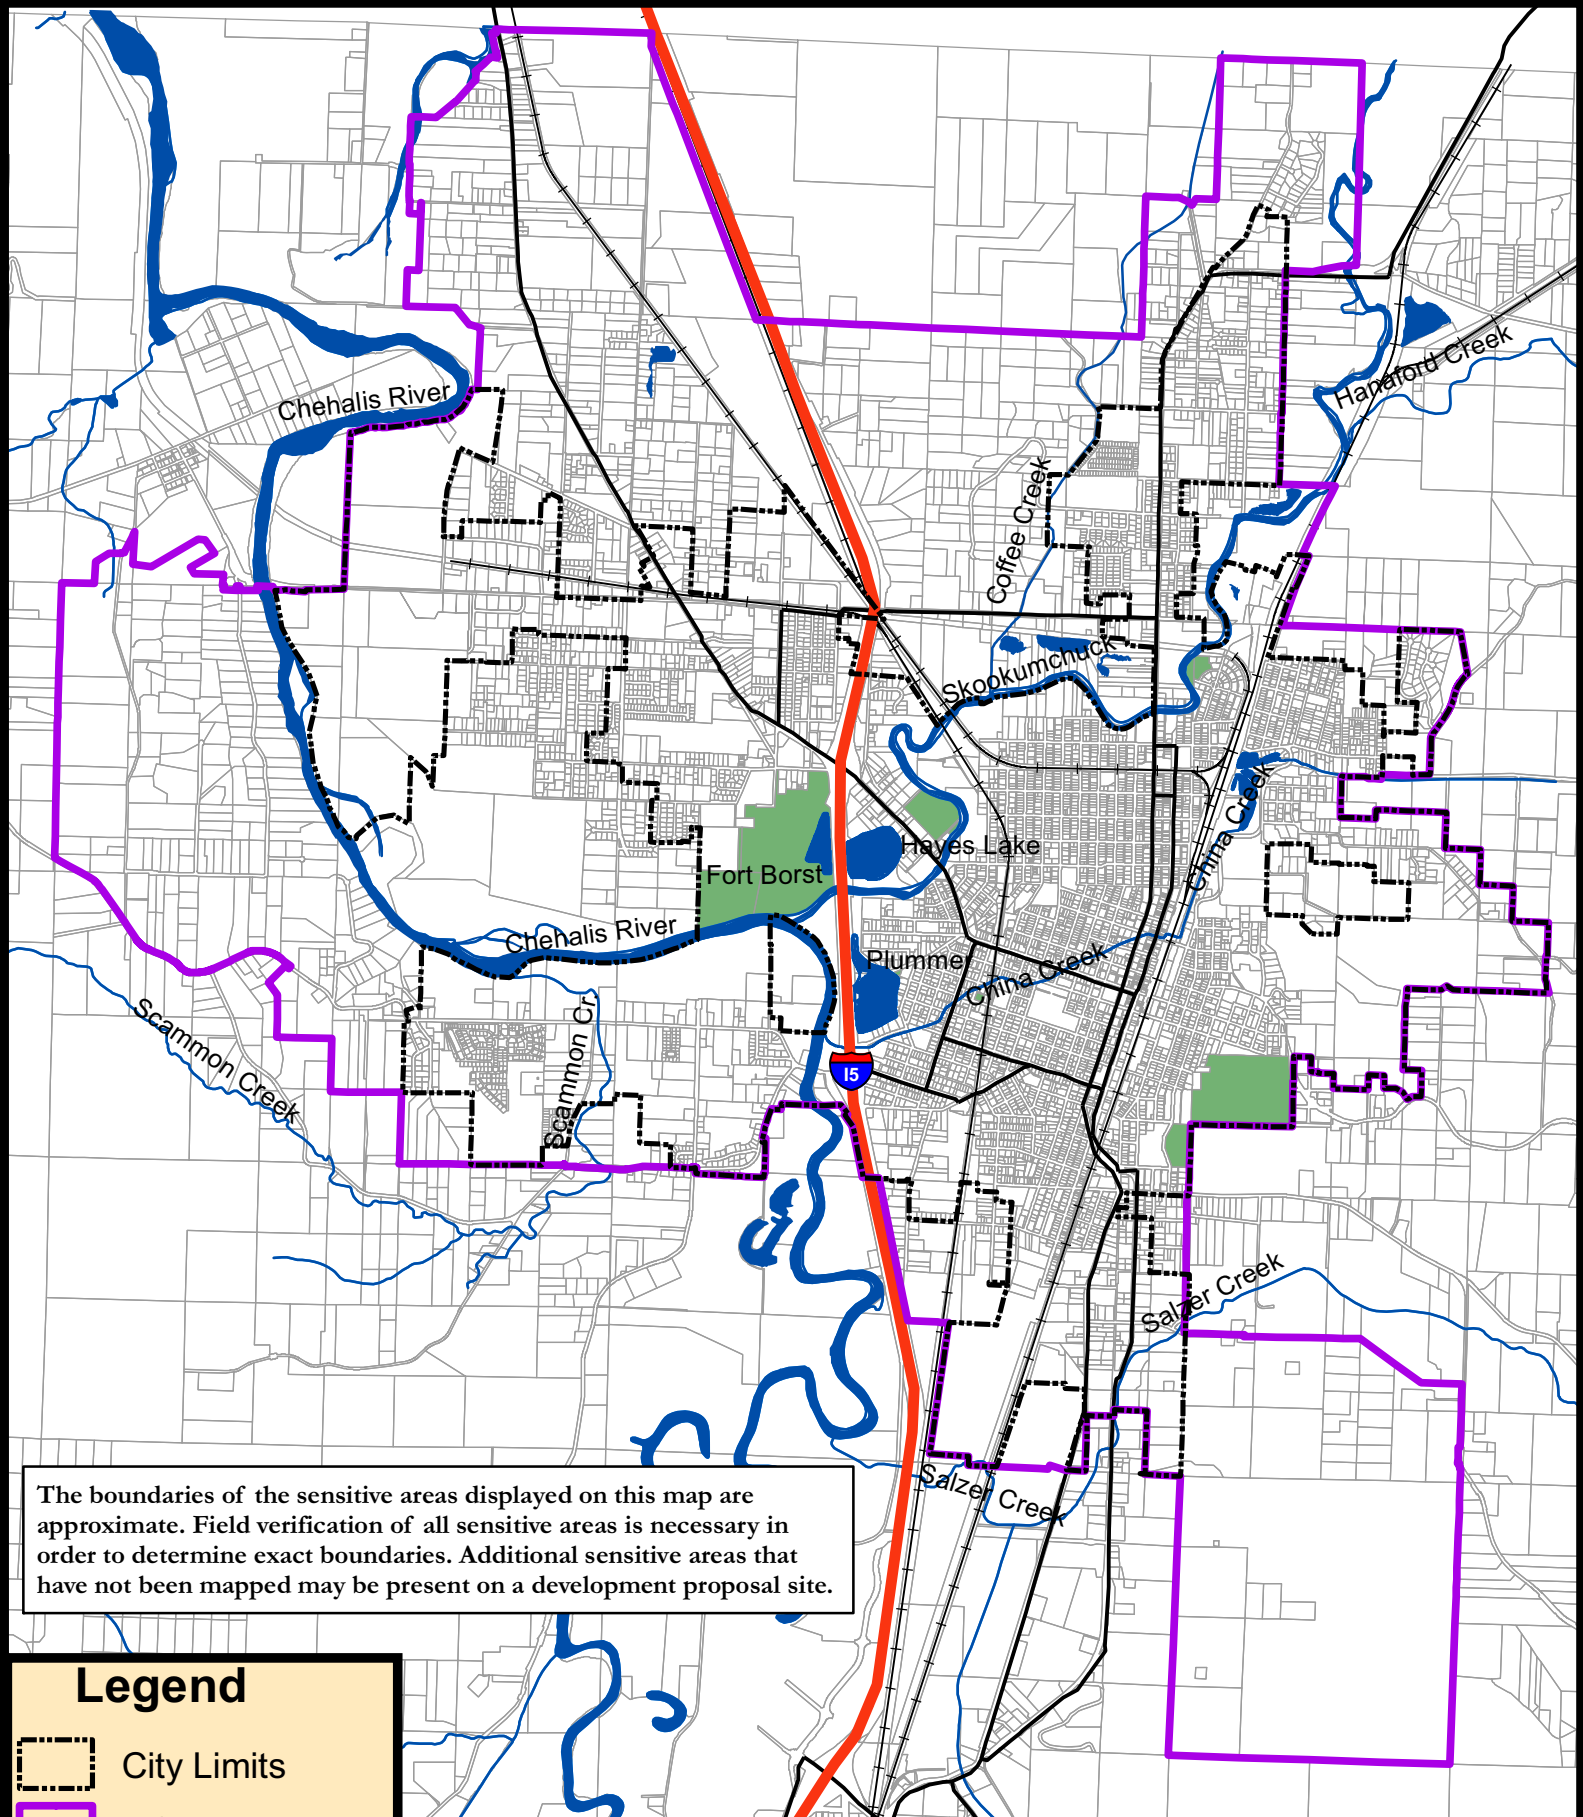 Hanaford Creek
Chehalis River
Coffee Creek
Skookumchuck
China Creek
Hayes Lake
Fort Borst
Chehalis River
Plummer
China Creek
Scammon Creek
Scammon Cr.
I5
Salzer Creek
Salzer Creek
The boundaries of the sensitive areas displayed on this map are
approximate. Field verification of all sensitive areas is necessary in
order to determine exact boundaries. Additional sensitive areas that
have not been mapped may be present on a development proposal site.
Legend
City Limits